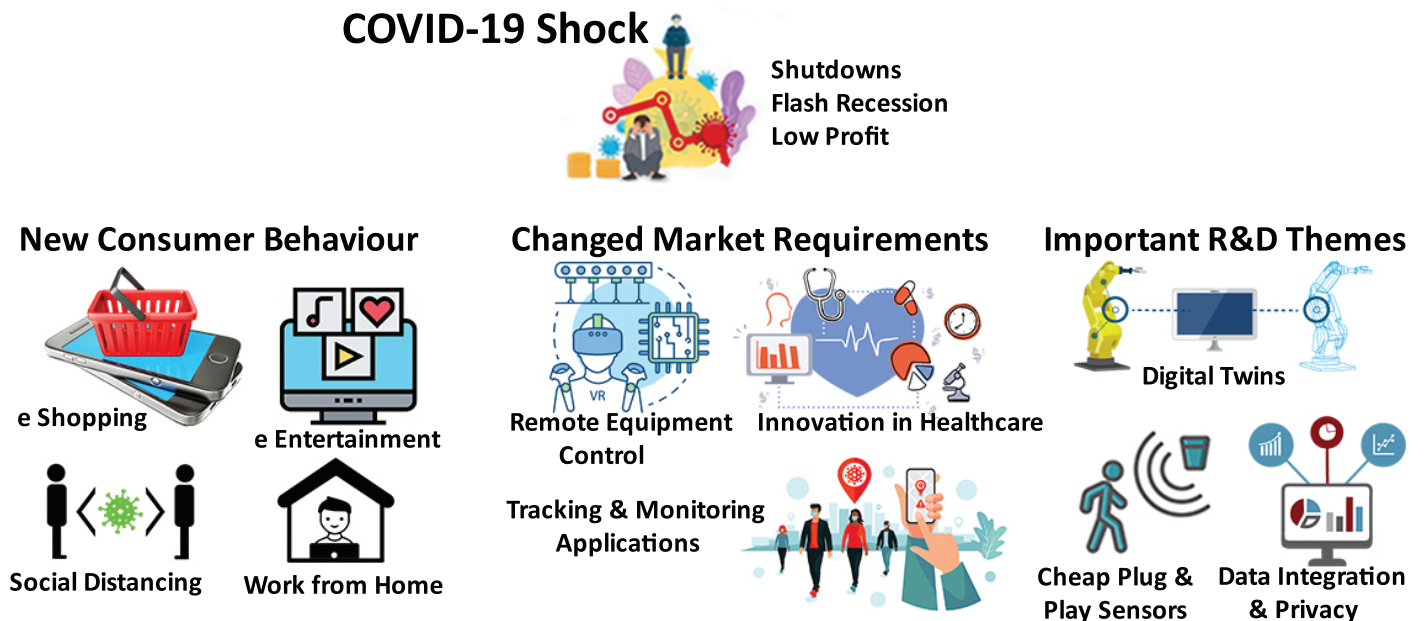 COVID-19 Shock
Shutdowns
Flash Recession
Low Profit
New Consumer Behaviour
e Shopping
e Entertainment
Social Distancing
Work from Home
Changed Market Requirements
VR
Remote Equipment
Control
Innovation in Healthcare
Tracking & Monitoring
Applications
Important R&D Themes
Digital Twins
Cheap Plug &
Play Sensors
Data Integration
& Privacy